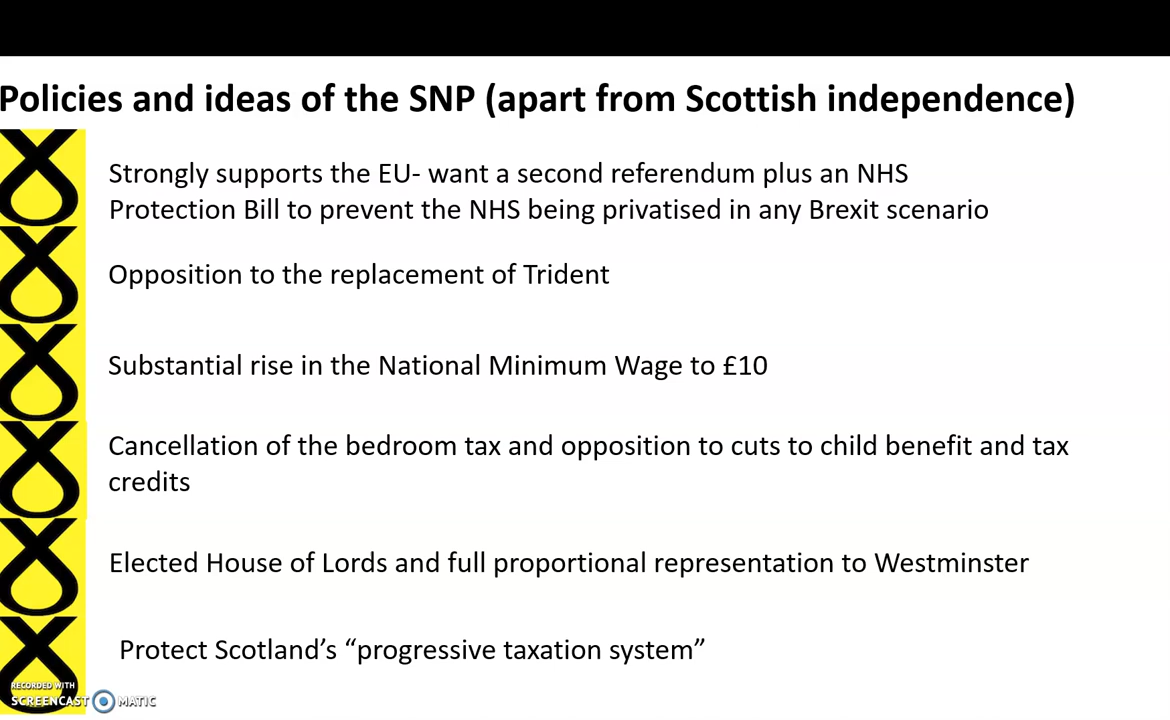 Policies and ideas of the SNP (apart from Scottish independence)
Strongly supports the EU- want a second referendum plus an NHS
Protection Bill to prevent the NHS being privatised in any Brexit scenario
Opposition to the replacement of Trident
Substantial rise in the National Minimum Wage to £10
Cancellation of the bedroom tax and opposition to cuts to child benefit and tax
credits
Elected House of Lords and full proportional representation to Westminster
Protect Scotland’s “progressive taxation system”
RECORDED WITH
SCREENCAST MATIC